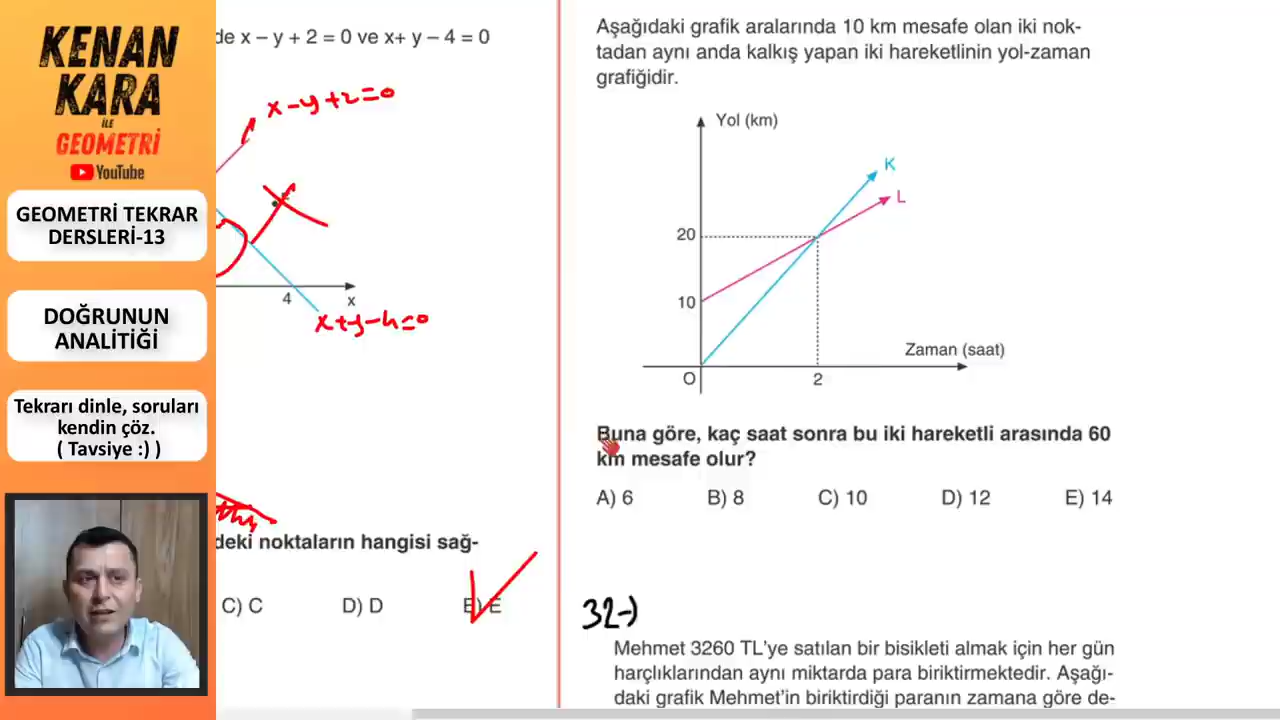 KENAN
KARA
İLE
GEOMETRİ
YouTube
GEOMETRİ TEKRAR
DERSLERİ-13
DOĞRUNUN
ANALİTİĞİ
Tekrarı dinle, soruları
kendin çöz.
( Tavsiye :) )
de x – y + 2 = 0 ve x+ y – 4 = 0
x-y+2=0
4
x
x+y-4=0
deki noktaların hangisi sağ-
C) C
D) D
E) E
Aşağıdaki grafik aralarında 10 km mesafe olan iki nok-
tadan aynı anda kalkış yapan iki hareketlinin yol-zaman
grafiğidir.
Yol (km)
K
L
20
10
Zaman (saat)
O
2
Buna göre, kaç saat sonra bu iki hareketli arasında 60
km mesafe olur?
A) 6
B) 8
C) 10
D) 12
E) 14
32-)
Mehmet 3260 TL'ye satılan bir bisikleti almak için her gün
harçlıklarından aynı miktarda para biriktirmektedir. Aşağı-
daki grafik Mehmet'in biriktirdiği paranın zamana göre de-